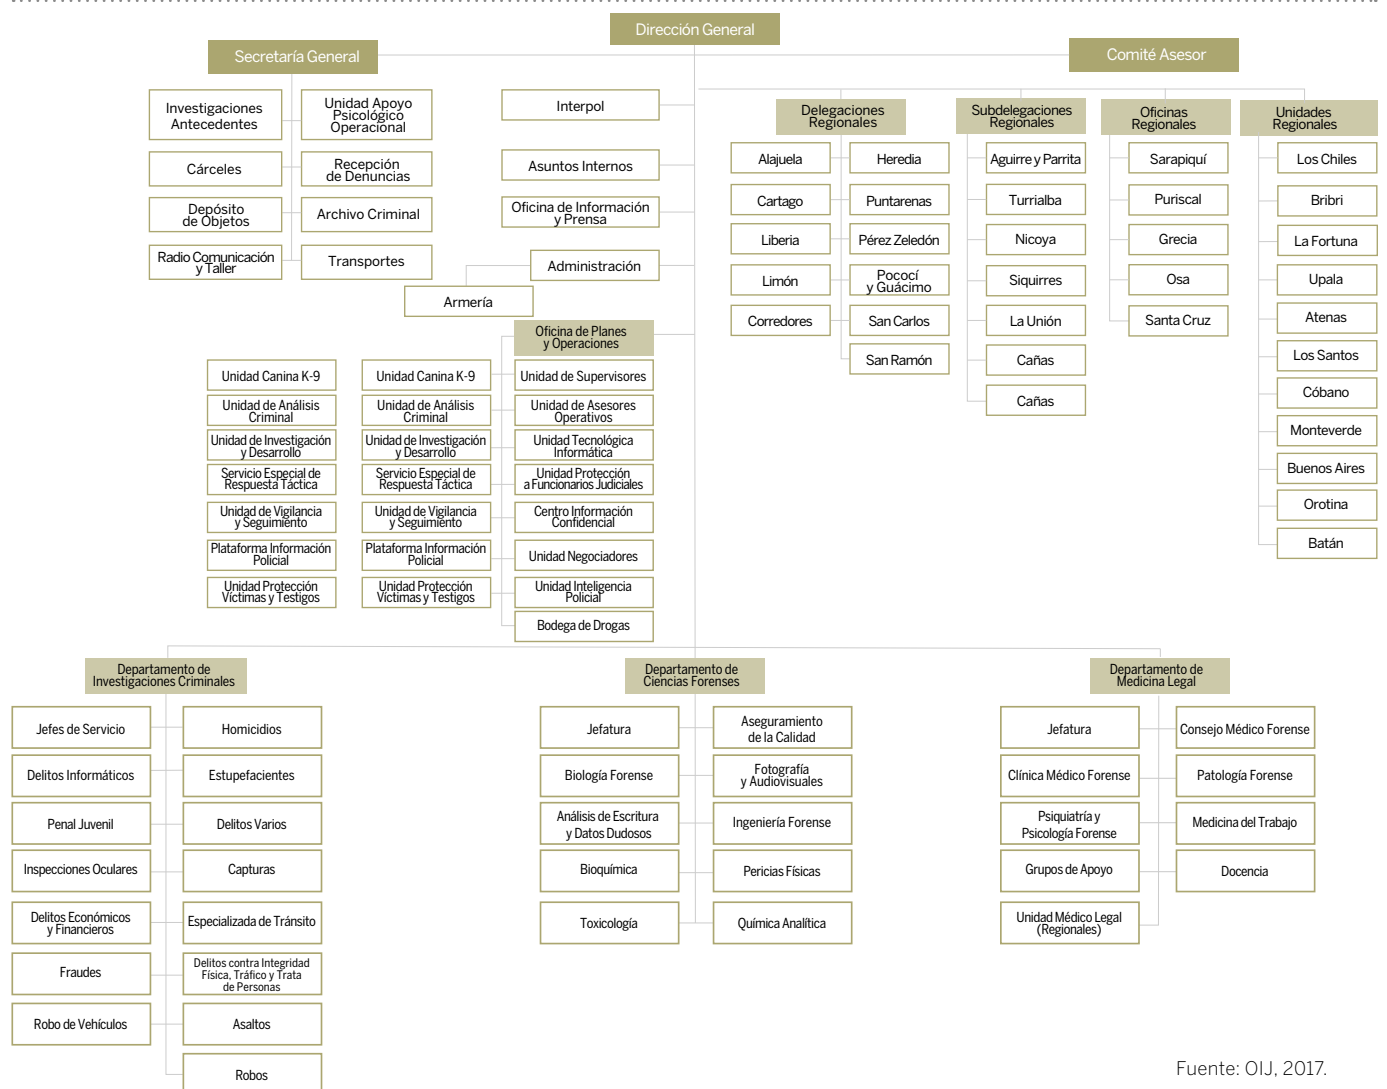 Dirección General
Secretaría General
Comité Asesor
Investigaciones
Antecedentes
Unidad Apoyo
Psicológico
Operacional
Cárceles
Recepción
de Denuncias
Depósito
de Objetos
Archivo Criminal
Radio Comunicación
y Taller
Transportes
Interpol
Asuntos Internos
Oficina de Información
y Prensa
Administración
Armería
Delegaciones
Regionales
Alajuela
Heredia
Cartago
Puntarenas
Liberia
Pérez Zeledón
Limón
Pococí
y Guácimo
Corredores
San Carlos
San Ramón
Subdelegaciones
Regionales
Aguirre y Parrita
Turrialba
Nicoya
Siquirres
La Unión
Cañas
Cañas
Oficinas
Regionales
Sarapiquí
Puriscal
Grecia
Osa
Santa Cruz
Unidades
Regionales
Los Chiles
Bribri
La Fortuna
Upala
Atenas
Los Santos
Cóbano
Monteverde
Buenos Aires
Orotina
Batán
Oficina de Planes
y Operaciones
Unidad Canina K-9
Unidad Canina K-9
Unidad de Supervisores
Unidad de Análisis
Criminal
Unidad de Análisis
Criminal
Unidad de Asesores
Operativos
Unidad de Investigación
y Desarrollo
Unidad de Investigación
y Desarrollo
Unidad Tecnológica
Informática
Servicio Especial de
Respuesta Táctica
Servicio Especial de
Respuesta Táctica
Unidad Protección
a Funcionarios Judiciales
Unidad de Vigilancia
y Seguimiento
Unidad de Vigilancia
y Seguimiento
Centro Información
Confidencial
Plataforma Información
Policial
Plataforma Información
Policial
Unidad Negociadores
Unidad Protección
Víctimas y Testigos
Unidad Protección
Víctimas y Testigos
Unidad Inteligencia
Policial
Bodega de Drogas
Departamento de
Investigaciones Criminales
Jefes de Servicio
Homicidios
Delitos Informáticos
Estupefacientes
Penal Juvenil
Delitos Varios
Inspecciones Oculares
Capturas
Delitos Económicos
y Financieros
Especializada de Tránsito
Fraudes
Delitos contra Integridad
Física, Tráfico y Trata
de Personas
Robo de Vehículos
Asaltos
Robos
Departamento de
Ciencias Forenses
Jefatura
Aseguramiento
de la Calidad
Biología Forense
Fotografía
y Audiovisuales
Análisis de Escritura
y Datos Dudosos
Ingeniería Forense
Bioquímica
Pericias Físicas
Toxicología
Química Analítica
Departamento de
Medicina Legal
Jefatura
Consejo Médico Forense
Clínica Médico Forense
Patología Forense
Psiquiatría y
Psicología Forense
Medicina del Trabajo
Grupos de Apoyo
Docencia
Unidad Médico Legal
(Regionales)
Fuente: OIJ, 2017.